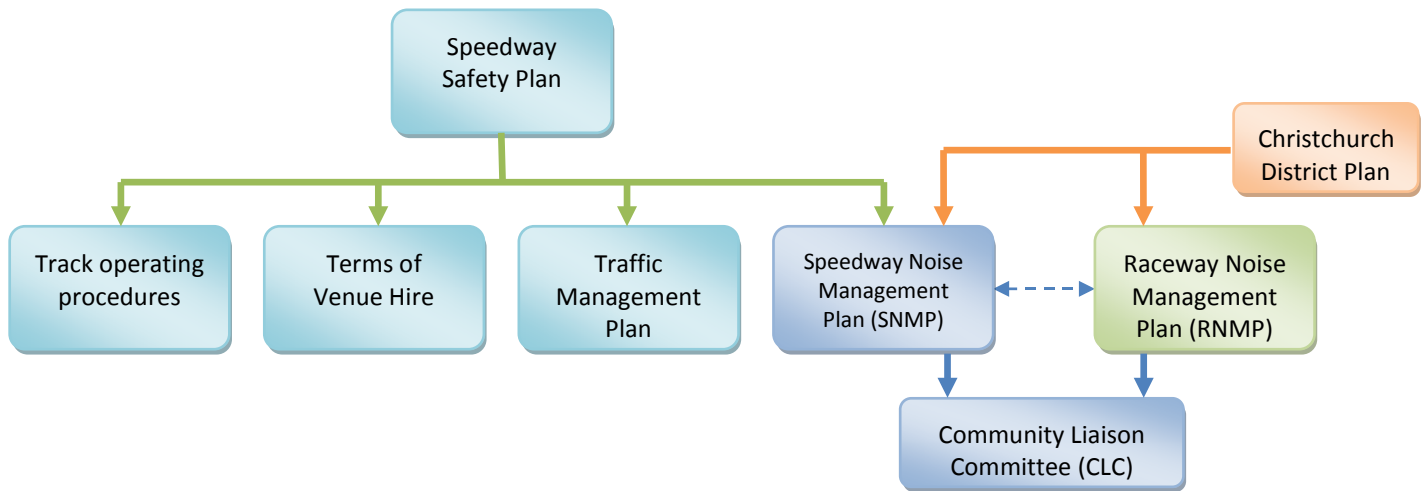 Speedway
Safety Plan
Christchurch
District Plan
Track operating
procedures
Terms of
Venue Hire
Traffic
Management
Plan
Speedway Noise
Management
Plan (SNMP)
Raceway Noise
Management
Plan (RNMP)
Community Liaison
Committee (CLC)